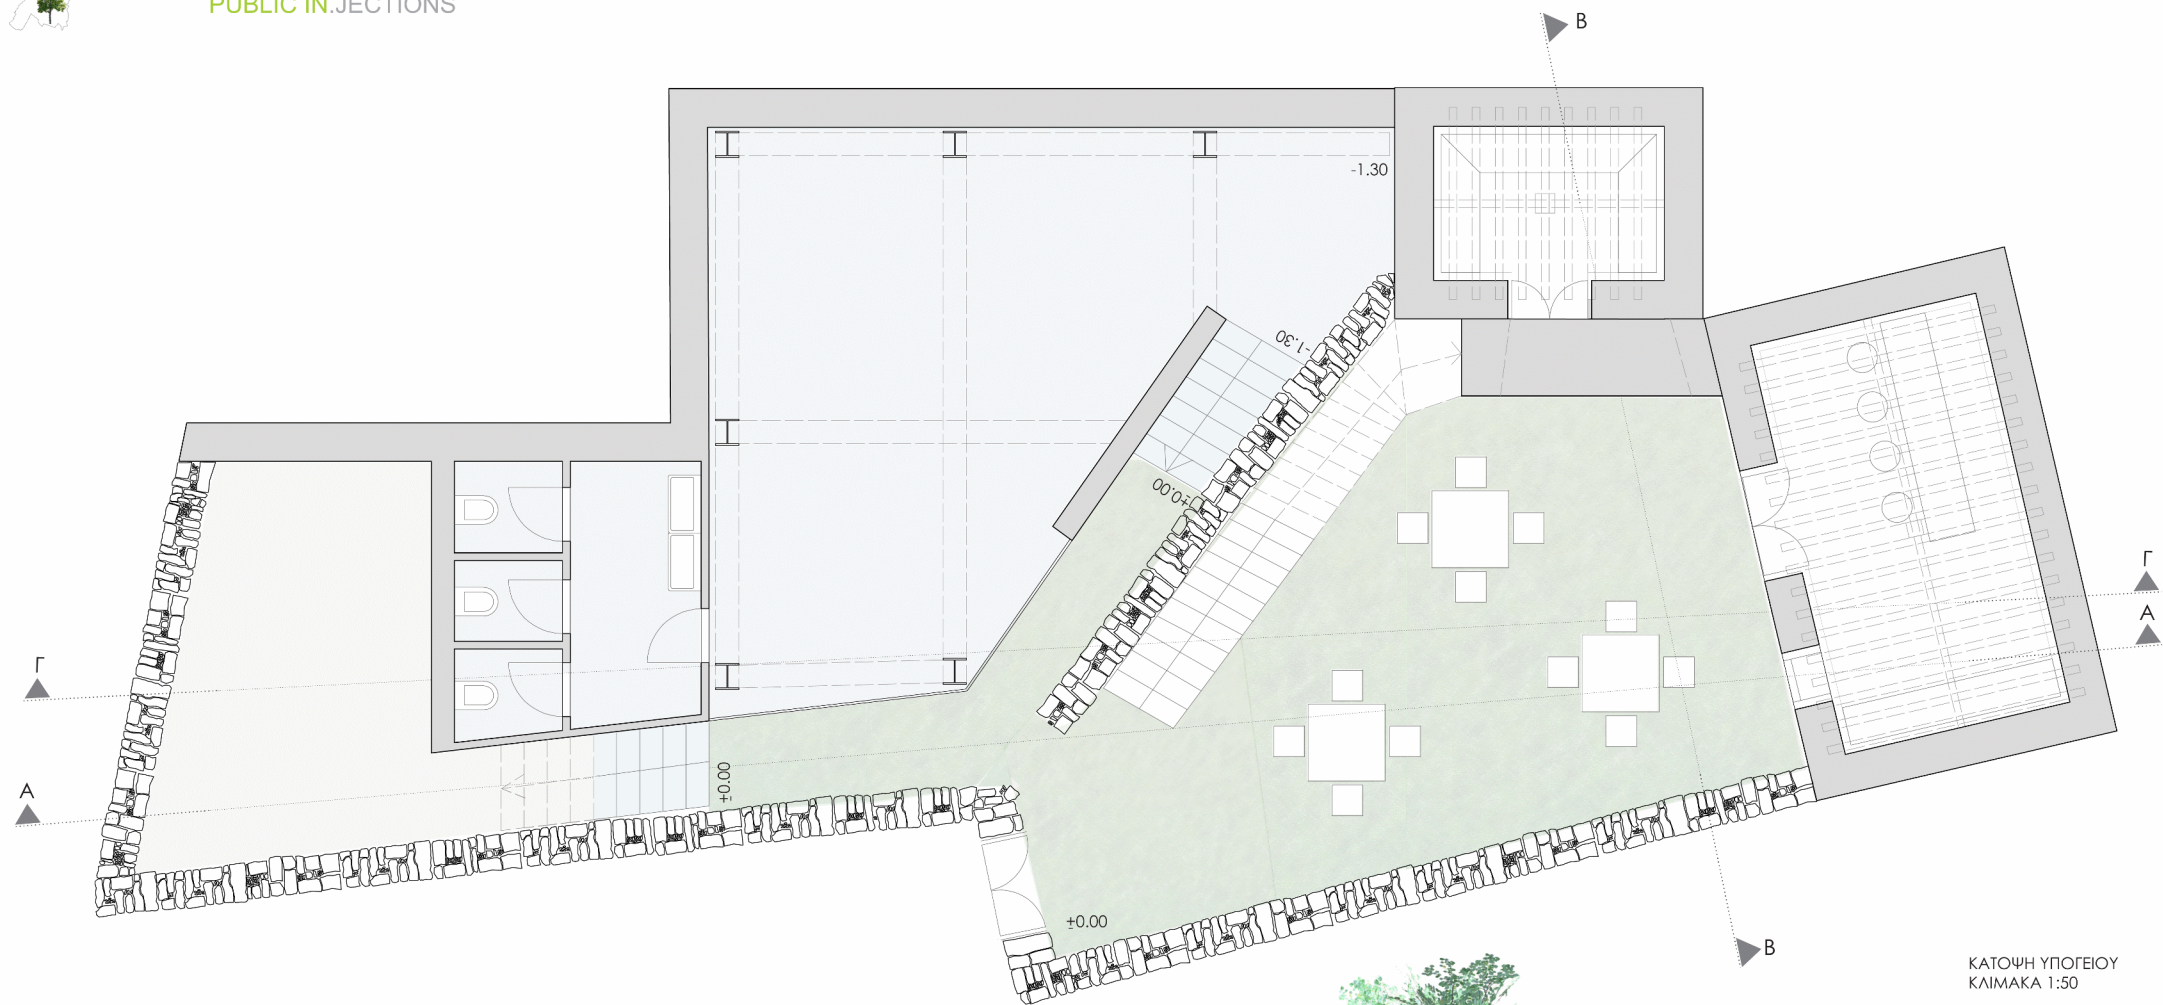 PUBLIC IN.JECTIONS
B
-1.30
-1.30
±0.00
Γ
A
Γ
A
±0.00
±0.00
B
ΚΑΤΟΨΗ ΥΠΟΓΕΙΟΥ
ΚΛΙΜΑΚΑ 1:50